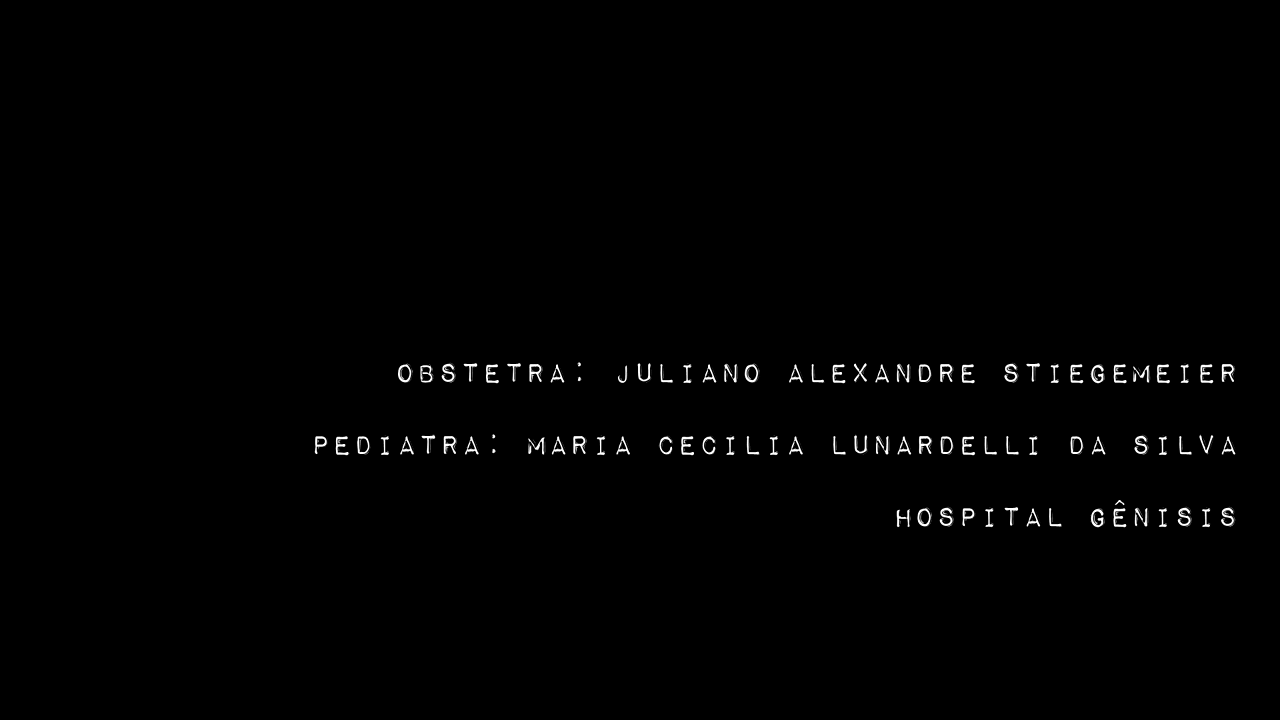 OBSTETRA: JULIANO ALEXANDRE STIEGEMEIER
PEDIATRA: MARIA CECILIA LUNARDELLI DA SILVA
HOSPITAL GÊNISIS